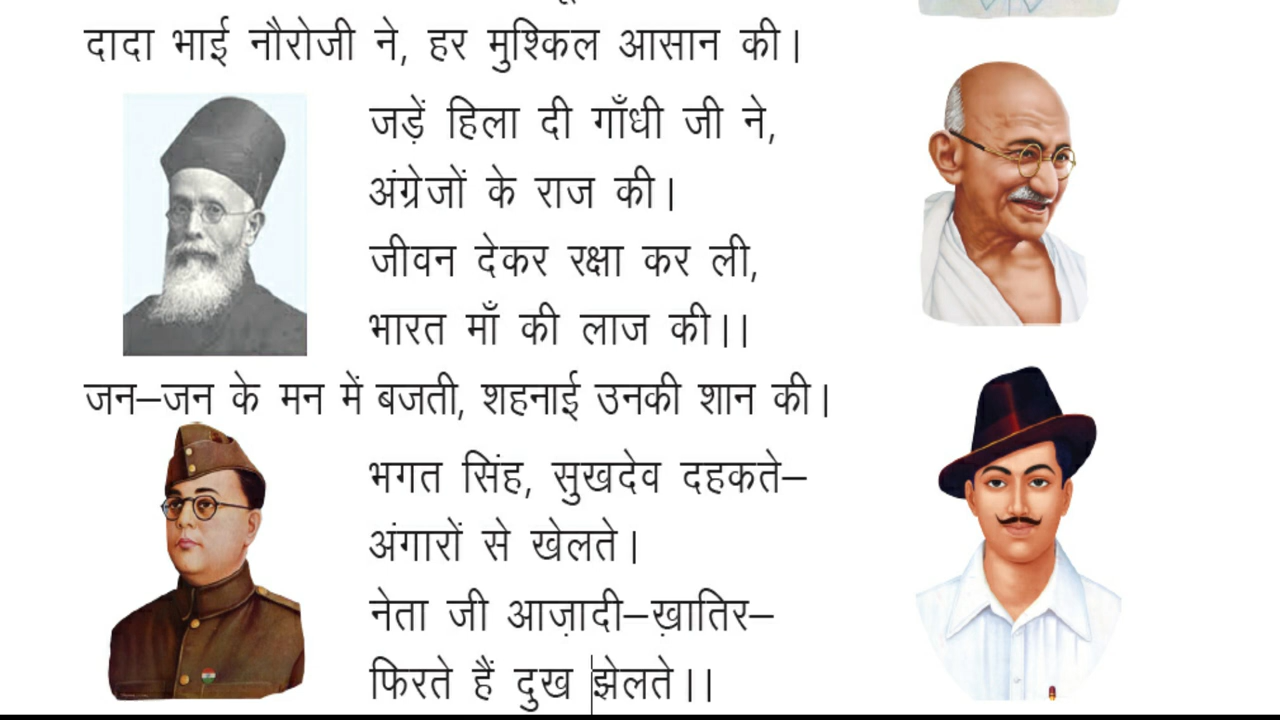 दादा भाई नौरोजी ने, हर मुश्किल आसान की।
जड़ें हिला दी गाँधी जी ने,
अंग्रेजों के राज की।
जीवन देकर रक्षा कर ली,
भारत माँ की लाज की।।
जन–जन के मन में बजती, शहनाई उनकी शान की।
भगत सिंह, सुखदेव दहकते–
अंगारों से खेलते।
नेता जी आज़ादी–ख़ातिर–
फिरते हैं दुख झेलते।।